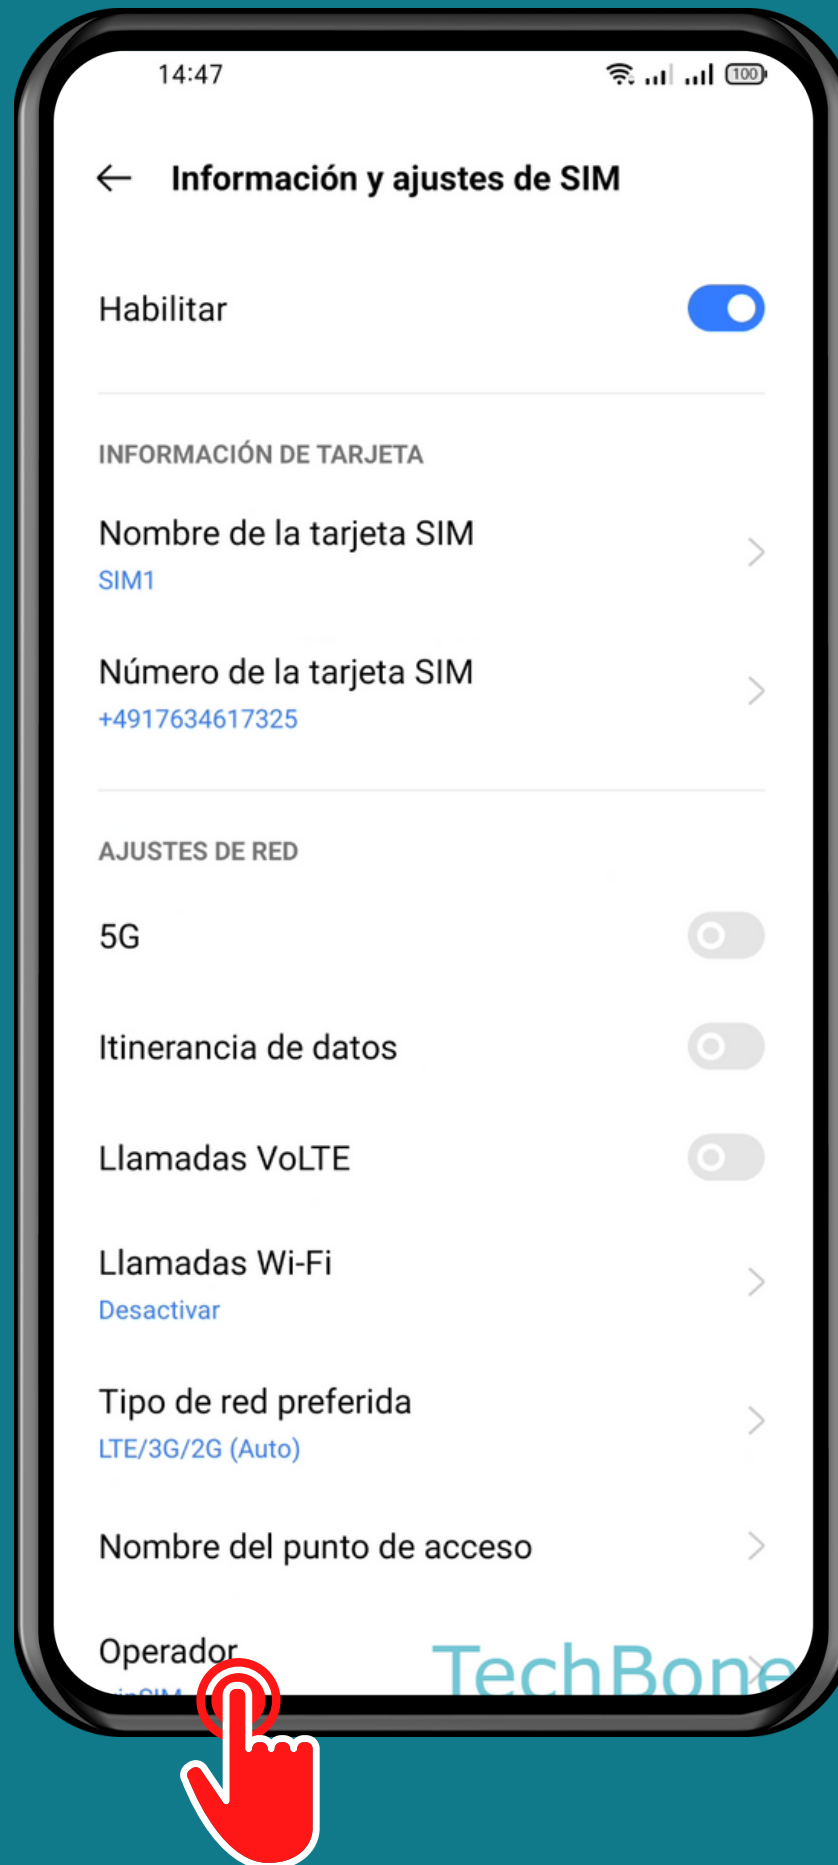 14:47
100
Información y ajustes de SIM
Habilitar
INFORMACIÓN DE TARJETA
Nombre de la tarjeta SIM
SIM1
Número de la tarjeta SIM
+4917634617325
AJUSTES DE RED
5G
Itinerancia de datos
Llamadas VoLTE
Llamadas Wi-Fi
Desactivar
Tipo de red preferida
LTE/3G/2G (Auto)
Nombre del punto de acceso
Operador
TechBone